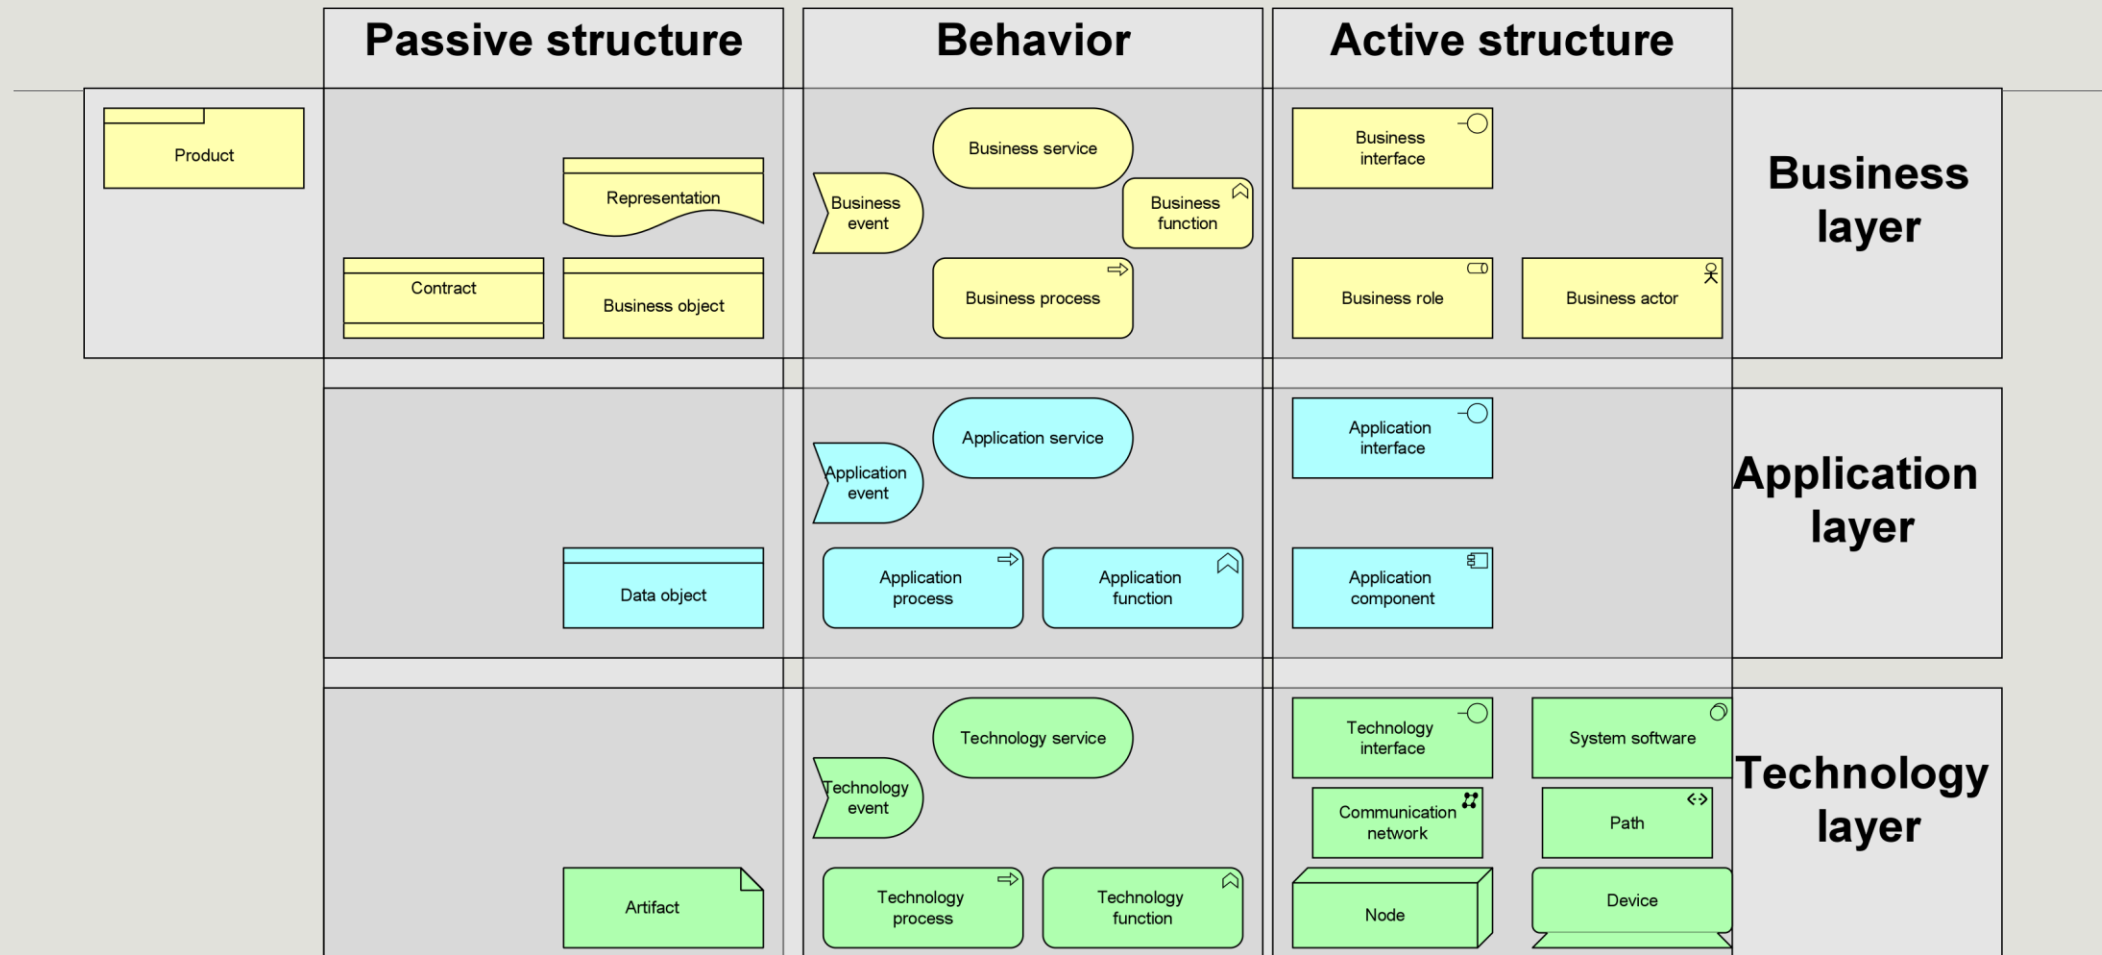 Passive structure
Behavior
Active structure
Product
Representation
Contract
Business object
Business service
Business
event
Business
function
Business process
Business
interface
Business role
Business actor
Business
layer
Data object
Application service
Application
event
Application
process
Application
function
Application
interface
Application
component
Application
layer
Artifact
Technology service
Technology
event
Technology
process
Technology
function
Technology
interface
System software
Communication
network
Path
Node
Device
Technology
layer